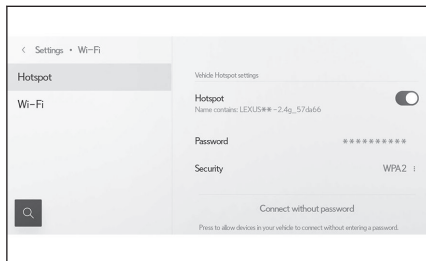 < Settings • Wi-Fi
Hotspot
Wi-Fi
Vehicle Hotspot settings
Hotspot
Name contains: LEXUS✱✱-2.4g_57da66
Password
**********
Security
WPA2
Connect without password
Press to allow devices in your vehicle to connect without entering a password.